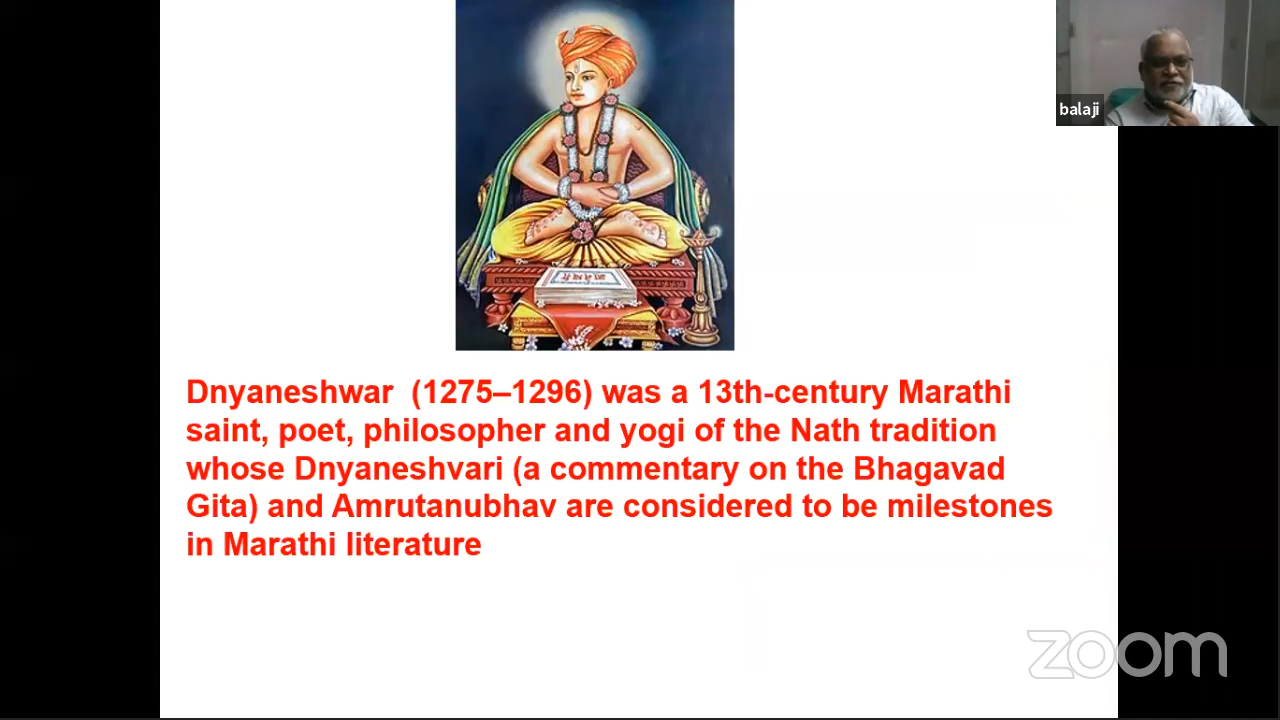 balaji
Dnyaneshwar  (1275–1296) was a 13th-century Marathi
saint, poet, philosopher and yogi of the Nath tradition
whose Dnyaneshvari (a commentary on the Bhagavad
Gita) and Amrutanubhav are considered to be milestones
in Marathi literature
zoom